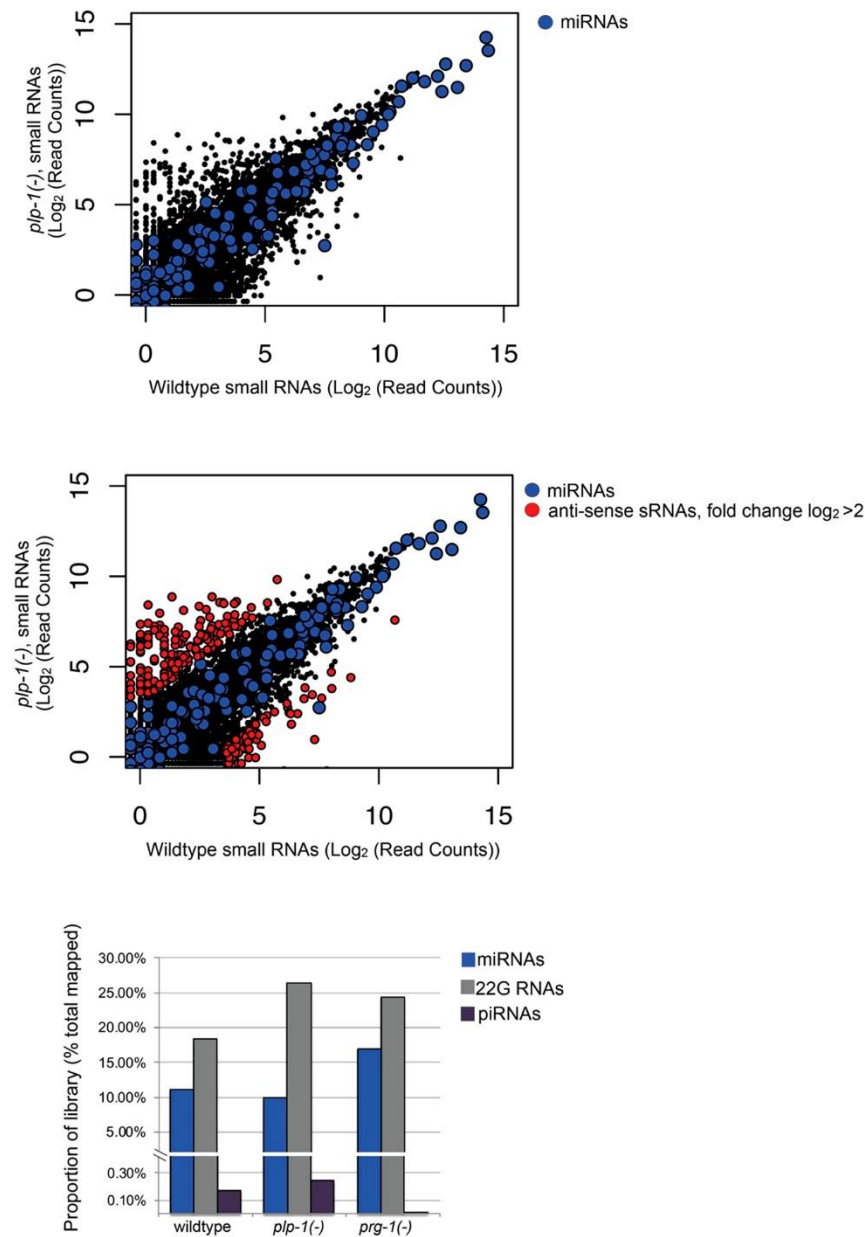 15
10
5
0
plp-1(-), small RNAs
(Log₂ (Read Counts))
miRNAs
0 5 10 15
Wildtype small RNAs (Log₂ (Read Counts))
15
10
5
0
plp-1(-), small RNAs
(Log₂ (Read Counts))
miRNAs
anti-sense sRNAs, fold change log₂ >2
0 5 10 15
Wildtype small RNAs (Log₂ (Read Counts))
Proportion of library (% total mapped)
30.00%
25.00%
20.00%
15.00%
10.00%
5.00%
0.30%
0.10%
miRNAs
22G RNAs
piRNAs
wildtype plp-1(-) prg-1(-)